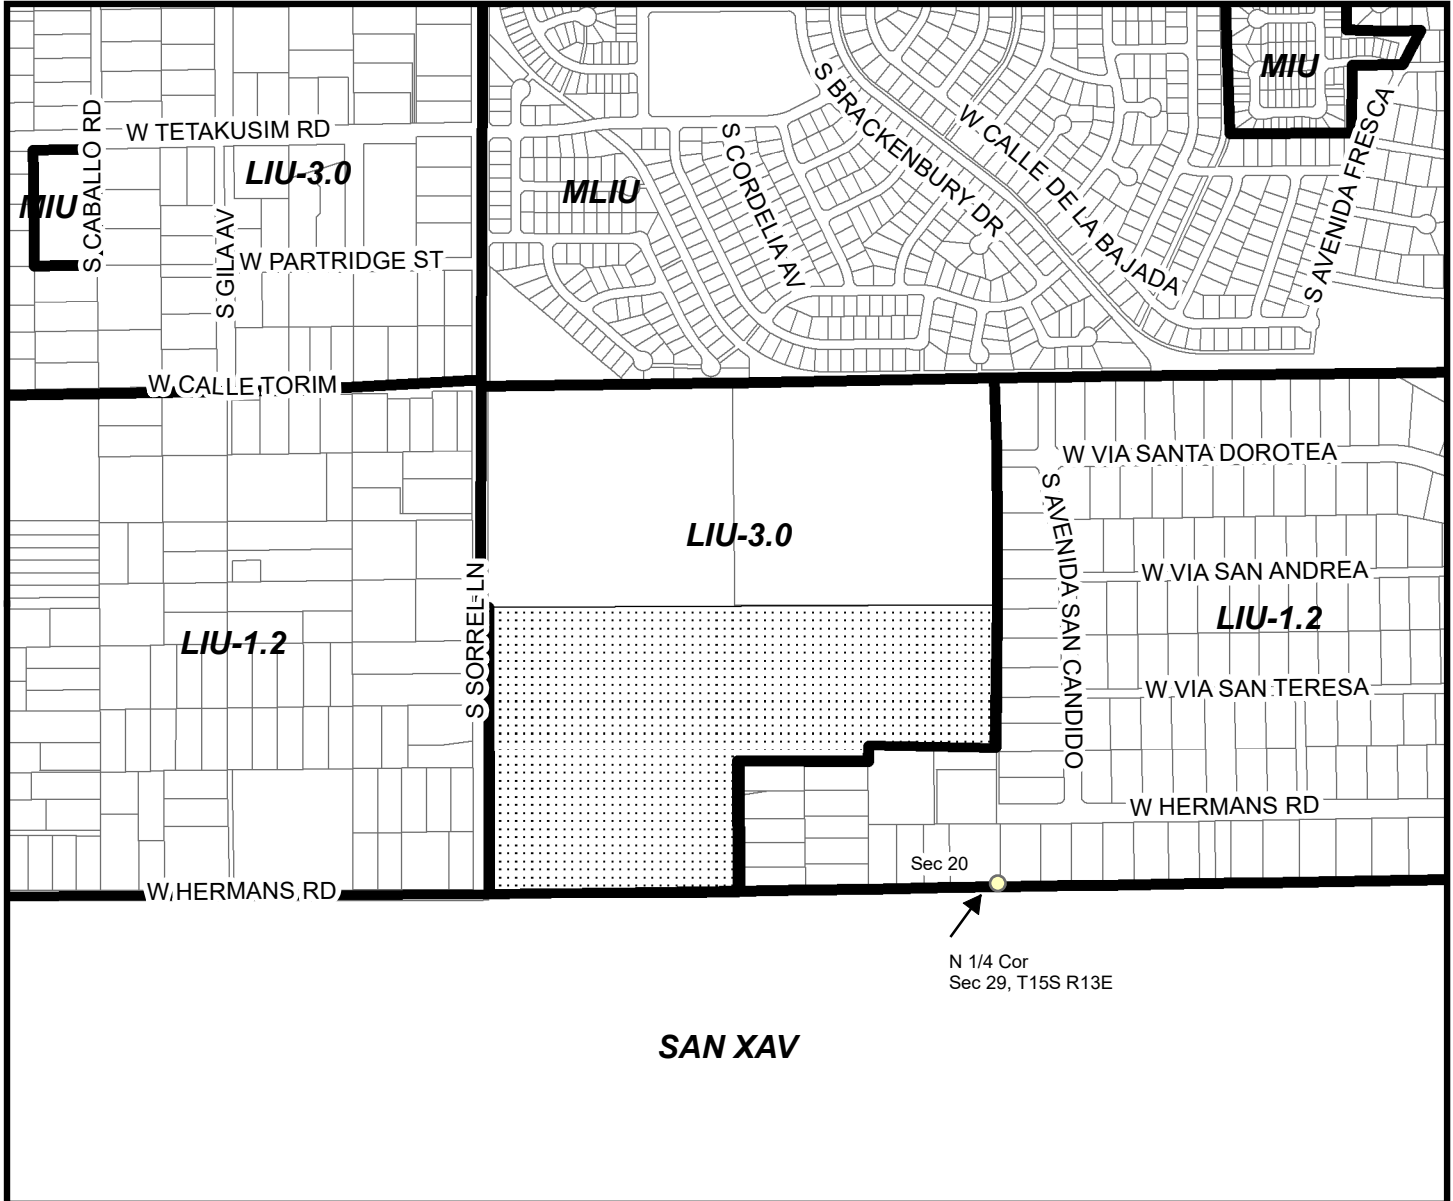 MIU
S CABALLO RD
W TETAKUSIM RD
LIU-3.0
MIU
S GILA AV
W PARTRIDGE ST
MLIU
S CORDELIA AV
S BRACKENBURY DR
W CALLE DE LA BAJADA
S AVENIDA FRESCA
W CALLE TORIM
W VIA SANTA DOROTEA
S AVENIDA SAN CANDIDO
LIU-3.0
W VIA SAN ANDREA
S SORREL LN
LIU-1.2
LIU-1.2
W VIA SAN TERESA
W HERMANS RD
Sec 20
W HERMANS RD
N 1/4 Cor
Sec 29, T15S R13E
SAN XAV